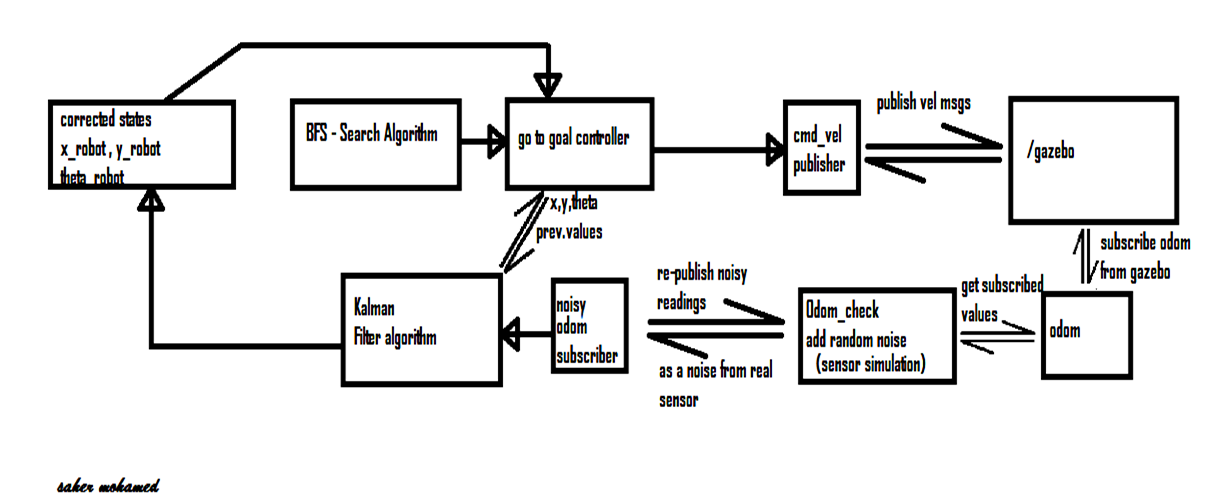 corrected states
x_robot , y_robot
theta_robot
BFS - Search Algorithm
go to goal controller
cmd_vel
publisher
publish vel msgs
/gazebo
x,y,theta
prev.values
subscribe odom
from gazebo
Kalman
Filter algorithm
noisy
odom
subscriber
re-publish noisy
readings
as a noise from real
sensor
Odom_check
add random noise
(sensor simulation)
get subscribed
values
odom
saher mohamed